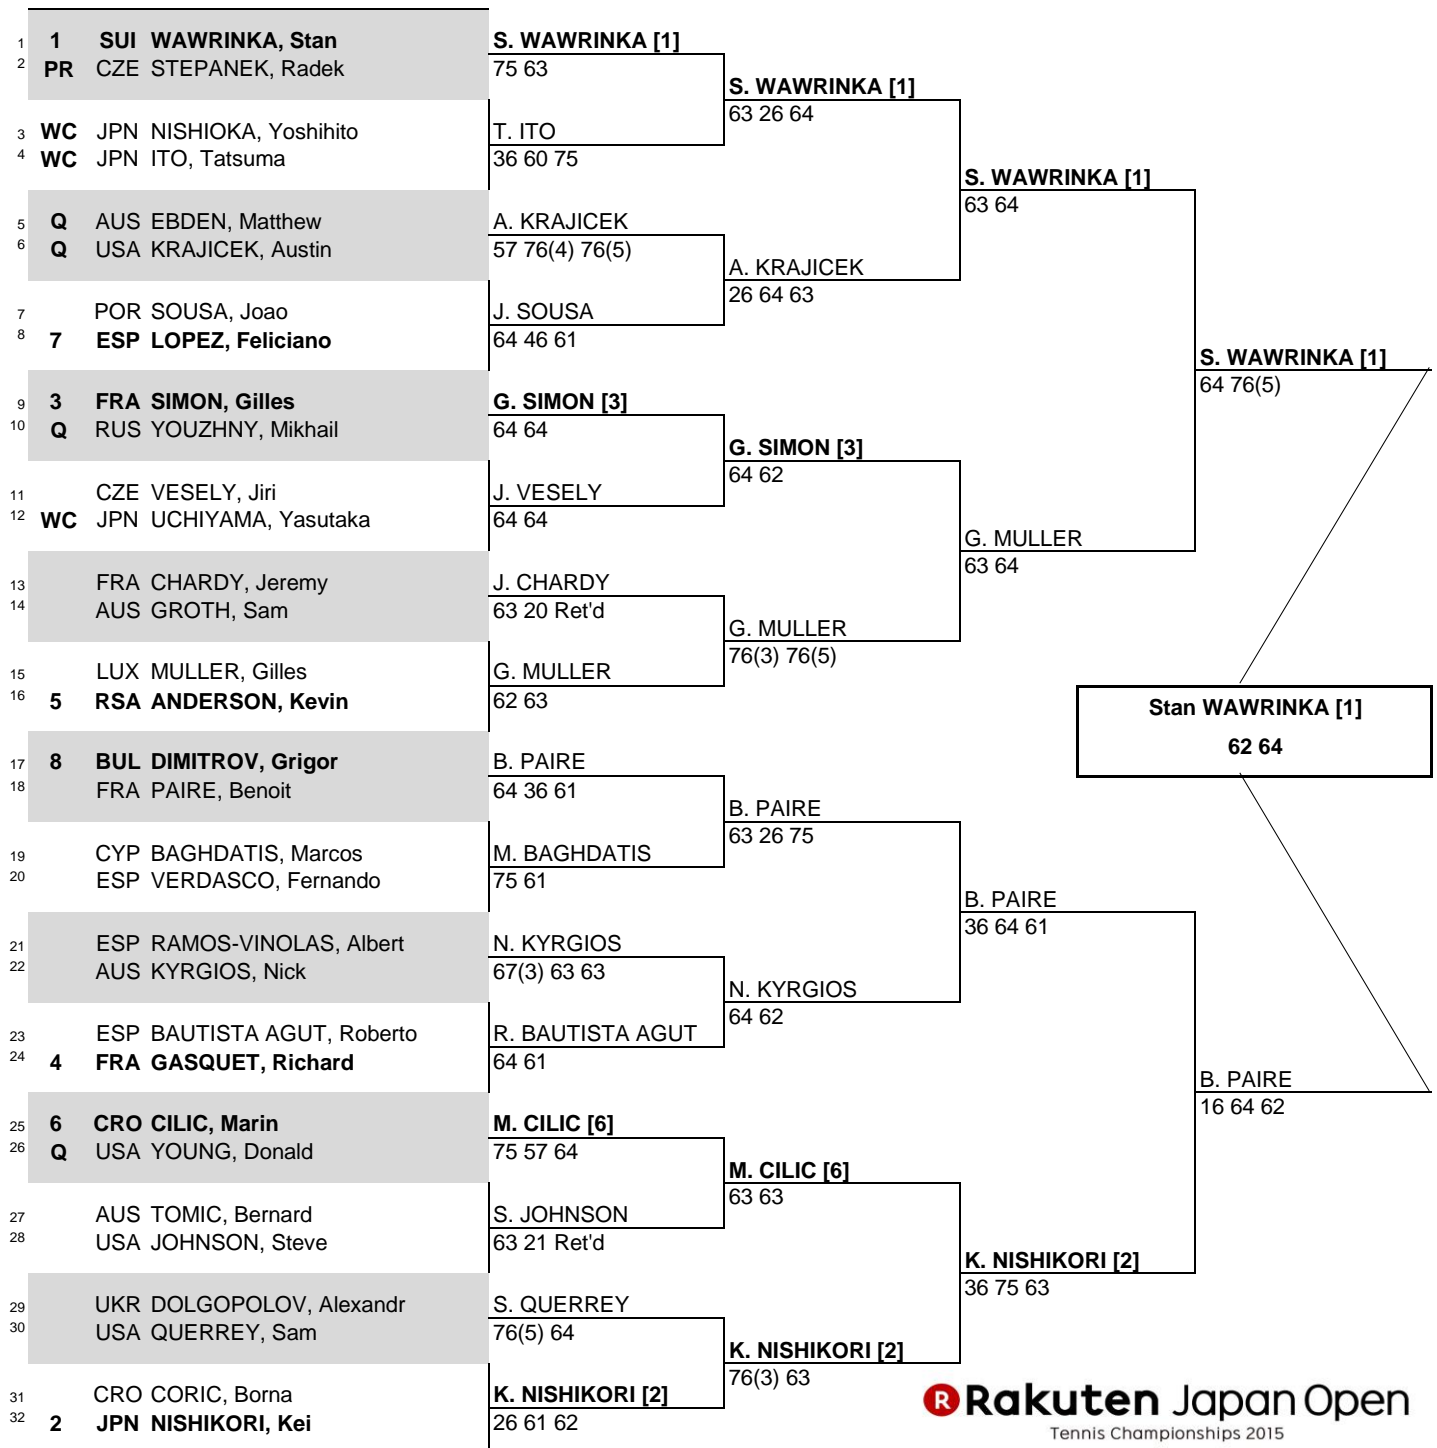 1 1 SUI WAWRINKA, Stan
2 PR CZE STEPANEK, Radek
3 WC JPN NISHIOKA, Yoshihito
4 WC JPN ITO, Tatsuma
5 Q AUS EBDEN, Matthew
6 Q USA KRAJICEK, Austin
7 POR SOUSA, Joao
8 7 ESP LOPEZ, Feliciano
9 3 FRA SIMON, Gilles
10 Q RUS YOUZHNY, Mikhail
11 CZE VESELY, Jiri
12 WC JPN UCHIYAMA, Yasutaka
13 FRA CHARDY, Jeremy
14 AUS GROTH, Sam
15 LUX MULLER, Gilles
16 5 RSA ANDERSON, Kevin
17 8 BUL DIMITROV, Grigor
18 FRA PAIRE, Benoit
19 CYP BAGHDATIS, Marcos
20 ESP VERDASCO, Fernando
21 ESP RAMOS-VINOLAS, Albert
22 AUS KYRGIOS, Nick
23 ESP BAUTISTA AGUT, Roberto
24 4 FRA GASQUET, Richard
25 6 CRO CILIC, Marin
26 Q USA YOUNG, Donald
27 AUS TOMIC, Bernard
28 USA JOHNSON, Steve
29 UKR DOLGOPOLOV, Alexandr
30 USA QUERREY, Sam
31 CRO CORIC, Borna
32 2 JPN NISHIKORI, Kei
S. WAWRINKA [1]
75 63
T. ITO
36 60 75
A. KRAJICEK
57 76(4) 76(5)
J. SOUSA
64 46 61
G. SIMON [3]
64 64
J. VESELY
64 64
J. CHARDY
63 20 Ret'd
G. MULLER
62 63
B. PAIRE
64 36 61
M. BAGHDATIS
75 61
N. KYRGIOS
67(3) 63 63
R. BAUTISTA AGUT
64 61
M. CILIC [6]
75 57 64
S. JOHNSON
63 21 Ret'd
S. QUERREY
76(5) 64
K. NISHIKORI [2]
26 61 62
S. WAWRINKA [1]
63 26 64
A. KRAJICEK
26 64 63
G. SIMON [3]
64 62
G. MULLER
76(3) 76(5)
B. PAIRE
63 26 75
N. KYRGIOS
64 62
M. CILIC [6]
63 63
K. NISHIKORI [2]
76(3) 63
S. WAWRINKA [1]
63 64
G. MULLER
63 64
B. PAIRE
36 64 61
K. NISHIKORI [2]
36 75 63
S. WAWRINKA [1]
64 76(5)
B. PAIRE
16 64 62
Stan WAWRINKA [1]
62 64
R Rakuten Japan Open
Tennis Championships 2015